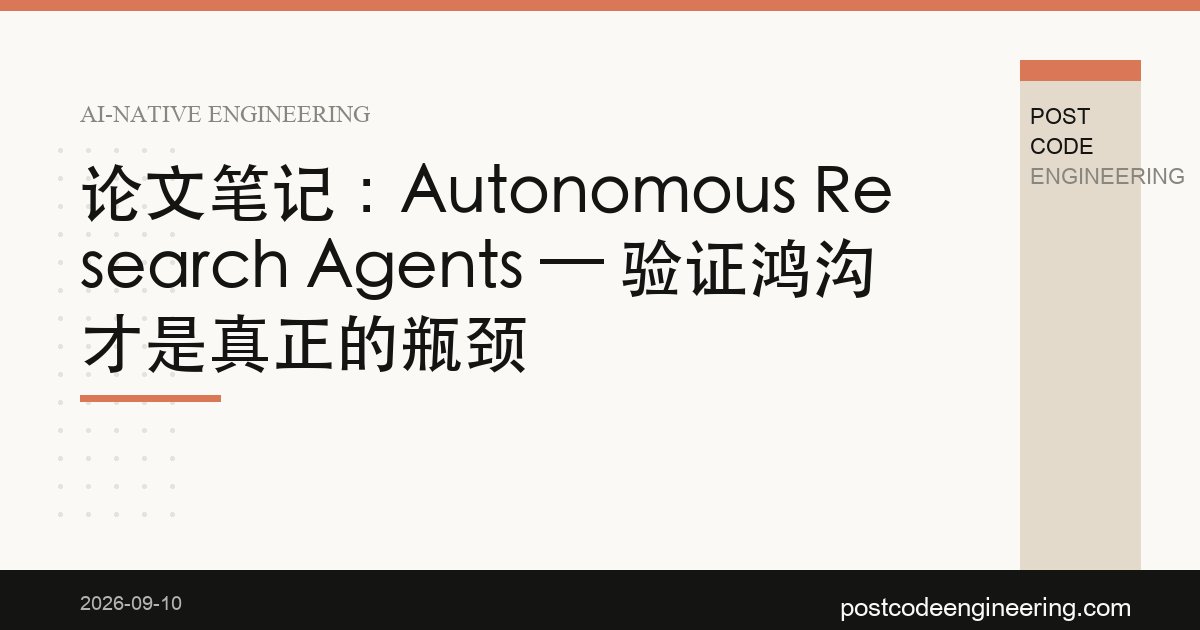 AI-NATIVE ENGINEERING
论文笔记：Autonomous Re
search Agents — 验证鸿沟
才是真正的瓶颈
POST
CODE
ENGINEERING
2026-09-10
postcodeengineering.com